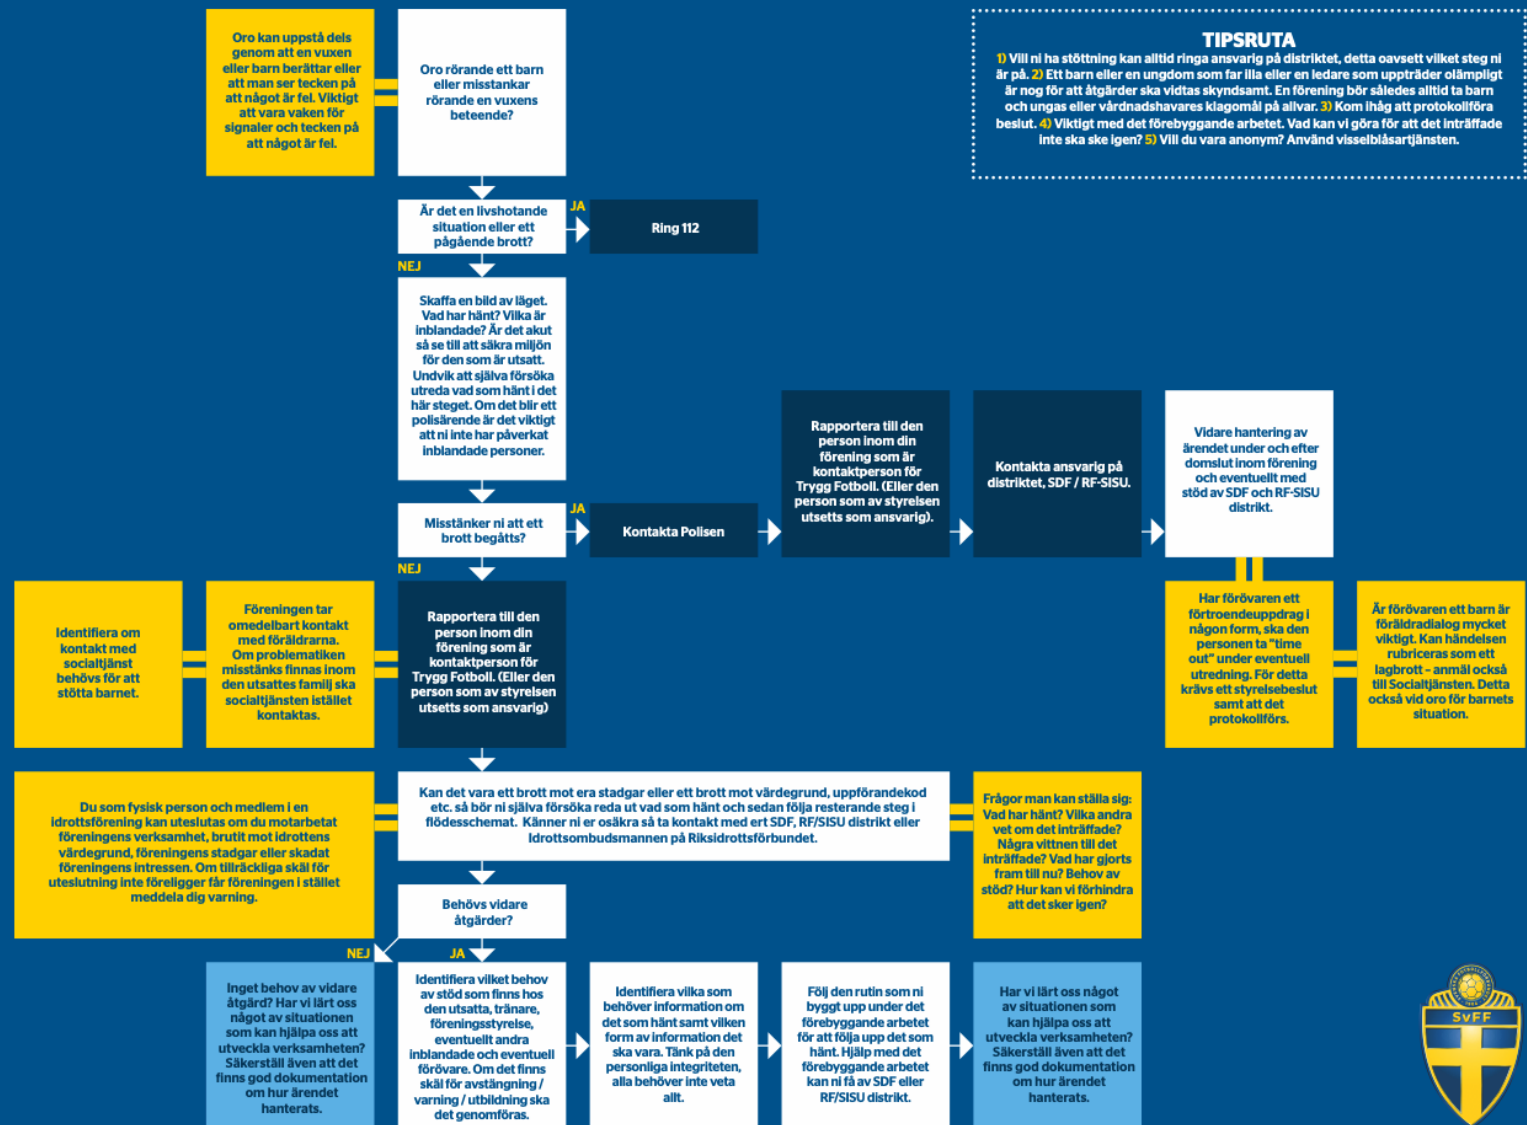 Oro kan uppstå dels
genom att en vuxen
eller barn berättar eller
att man ser tecken på
att något är fel. Viktigt
att vara vaken för
signaler och tecken på
att något är fel.
Oro rörande ett barn
eller misstankar
rörande en vuxens
beteende?
TIPSRUTA
1) Vill ni ha stöttning kan alltid ringa ansvarig på distriktet, detta oavsett vilket steg ni
är på. 2) Ett barn eller en ungdom som far illa eller en ledare som uppträder olämpligt
är nog för att åtgärder ska vidtas skyndsamt. En förening bör således alltid ta barn
och ungas eller vårdnadshavares klagomål på allvar. 3) Kom ihåg att protokollföra
beslut. 4) Viktigt med det förebyggande arbetet. Vad kan vi göra för att det inträffade
inte ska ske igen? 5) Vill du vara anonym? Använd visselblåsartjänsten.
Är det en livshotande
situation eller ett
pågående brott?
JA
Ring 112
NEJ
Skaffa en bild av läget.
Vad har hänt? Vilka är
inblandade? Är det akut
så se till att säkra miljön
för den som är utsatt.
Undvik att själva försöka
utreda vad som hänt i det
här steget. Om det blir ett
polisärende är det viktigt
att ni inte har påverkat
inblandade personer.
Misstänker ni att ett
brott begåtts?
JA
Kontakta Polisen
Rapportera till den
person inom din
förening som är
kontaktperson för
Trygg Fotboll. (Eller den
person som av styrelsen
utsetts som ansvarig).
Kontakta ansvarig på
distriktet, SDF / RF-SISU.
Vidare hantering av
ärendet under och efter
domslut inom förening
och eventuellt med
stöd av SDF och RF-SISU
distrikt.
NEJ
Identifiera om
kontakt med
socialtjänst
behövs för att
stötta barnet.
Föreningen tar
omedelbart kontakt
med föräldrarna.
Om problematiken
misstänks finnas inom
den utsattes familj ska
socialtjänsten istället
kontaktas.
Rapportera till den
person inom din
förening som är
kontaktperson för
Trygg Fotboll. (Eller den
person som av styrelsen
utsetts som ansvarig)
Har förövaren ett
förtroendeuppdrag i
någon form, ska den
personen ta "time
out" under eventuell
utredning. För detta
krävs ett styrelsebeslut
samt att det
protokollförs.
Är förövaren ett barn är
föräldradialog mycket
viktigt. Kan händelsen
rubriceras som ett
lagbrott – anmäl också
till Socialtjänsten. Detta
också vid oro för barnets
situation.
Du som fysisk person och medlem i en
idrottsförening kan uteslutas om du motarbetat
föreningens verksamhet, brutit mot idrottens
värdegrund, föreningens stadgar eller skadat
föreningens intressen. Om tillräckliga skäl för
uteslutning inte föreligger får föreningen i stället
meddela dig varning.
Kan det vara ett brott mot era stadgar eller ett brott mot värdegrund, uppförandekod
etc. så bör ni själva försöka reda ut vad som hänt och sedan följa resterande steg i
flödesschemat. Känner ni er osäkra så ta kontakt med ert SDF, RF/SISU distrikt eller
Idrottsombudsmannen på Riksidrottsförbundet.
Frågor man kan ställa sig:
Vad har hänt? Vilka andra
vet om det inträffade?
Några vittnen till det
inträffade? Vad har gjorts
fram till nu? Behov av
stöd? Hur kan vi förhindra
att det sker igen?
Behövs vidare
åtgärder?
NEJ
JA
Inget behov av vidare
åtgärd? Har vi lärt oss
något av situationen
som kan hjälpa oss att
utveckla verksamheten?
Säkerställ även att det
finns god dokumentation
om hur ärendet
hanterats.
Identifiera vilket behov
av stöd som finns hos
den utsatta, tränare,
föreningsstyrelse,
eventuellt andra
inblandade och eventuell
förövare. Om det finns
skäl för avstängning /
varning / utbildning ska
det genomföras.
Identifiera vilka som
behöver information om
det som hänt samt vilken
form av information det
ska vara. Tänk på den
personliga integriteten,
alla behöver inte veta
allt.
Följ den rutin som ni
byggt upp under det
förebyggande arbetet
för att följa upp det som
hänt. Hjälp med det
förebyggande arbetet
kan ni få av SDF eller
RF/SISU distrikt.
Har vi lärt oss något
av situationen som
kan hjälpa oss att
utveckla verksamheten?
Säkerställ även att det
finns god dokumentation
om hur ärendet
hanterats.
SvFF